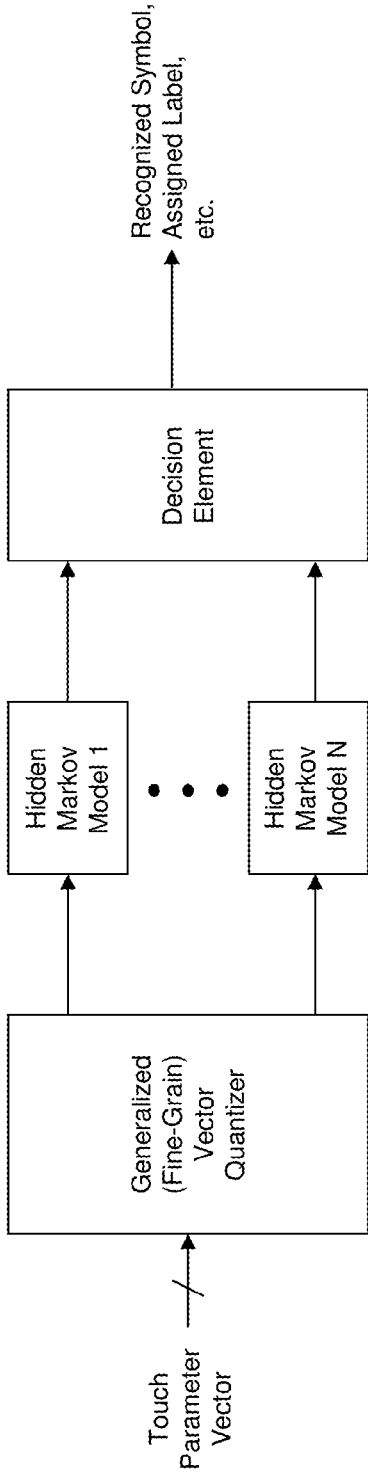 Touch
Parameter
Vector
Generalized
(Fine-Grain)
Vector
Quantizer
Hidden
Markov
Model 1
Hidden
Markov
Model N
Decision
Element
Recognized Symbol,
Assigned Label,
etc.